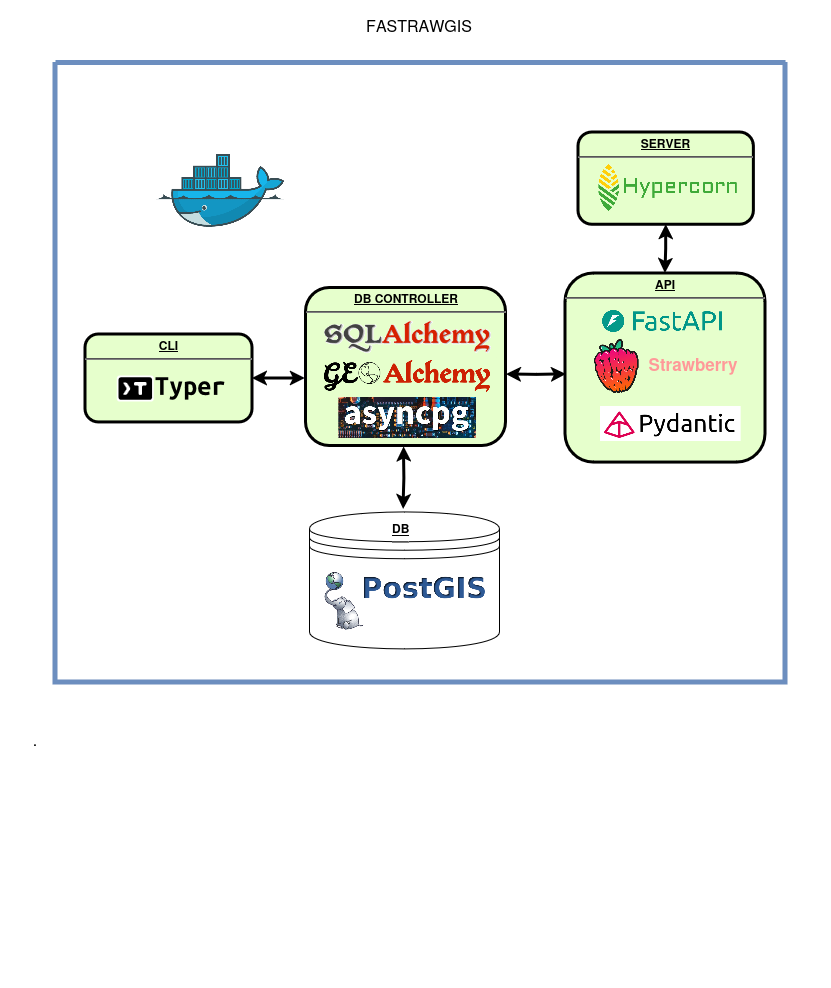 FASTRAWGIS
SERVER
Hypercorn
API
FastAPI
Strawberry
Pydantic
DB CONTROLLER
SQLAlchemy
GEOAlchemy
asyncpg
CLI
Typer
DB
PostGIS
.